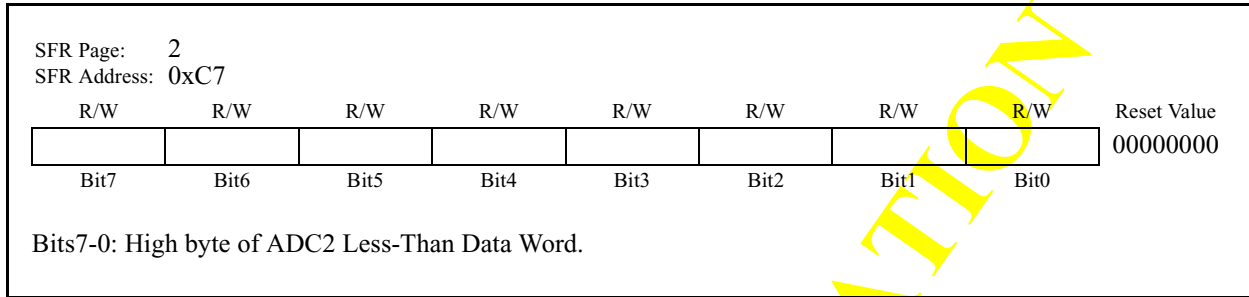 SFR Page: 2
SFR Address: 0xC7
R/W R/W R/W R/W R/W R/W R/W R/W Reset Value
00000000
Bit7 Bit6 Bit5 Bit4 Bit3 Bit2 Bit1 Bit0
Bits7-0: High byte of ADC2 Less-Than Data Word.
ATION